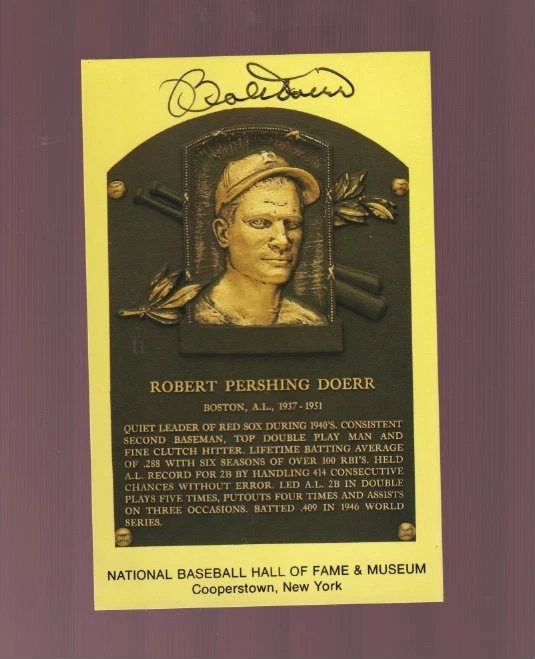 Bob Doerr
ROBERT PERSHING DOERR
BOSTON, A.L., 1937-1951
QUIET LEADER OF RED SOX DURING 1940'S. CONSISTENT
SECOND BASEMAN, TOP DOUBLE PLAY MAN AND
FINE CLUTCH HITTER. LIFETIME BATTING AVERAGE
OF .288 WITH SIX SEASONS OF OVER 100 RBI'S. HELD
A.L. RECORD FOR 2B BY HANDLING 414 CONSECUTIVE
CHANCES WITHOUT ERROR. LED A.L. 2B IN DOUBLE
PLAYS FIVE TIMES, PUTOUTS FOUR TIMES AND ASSISTS
ON THREE OCCASIONS. BATTED .409 IN 1946 WORLD
SERIES.
NATIONAL BASEBALL HALL OF FAME & MUSEUM
Cooperstown, New York